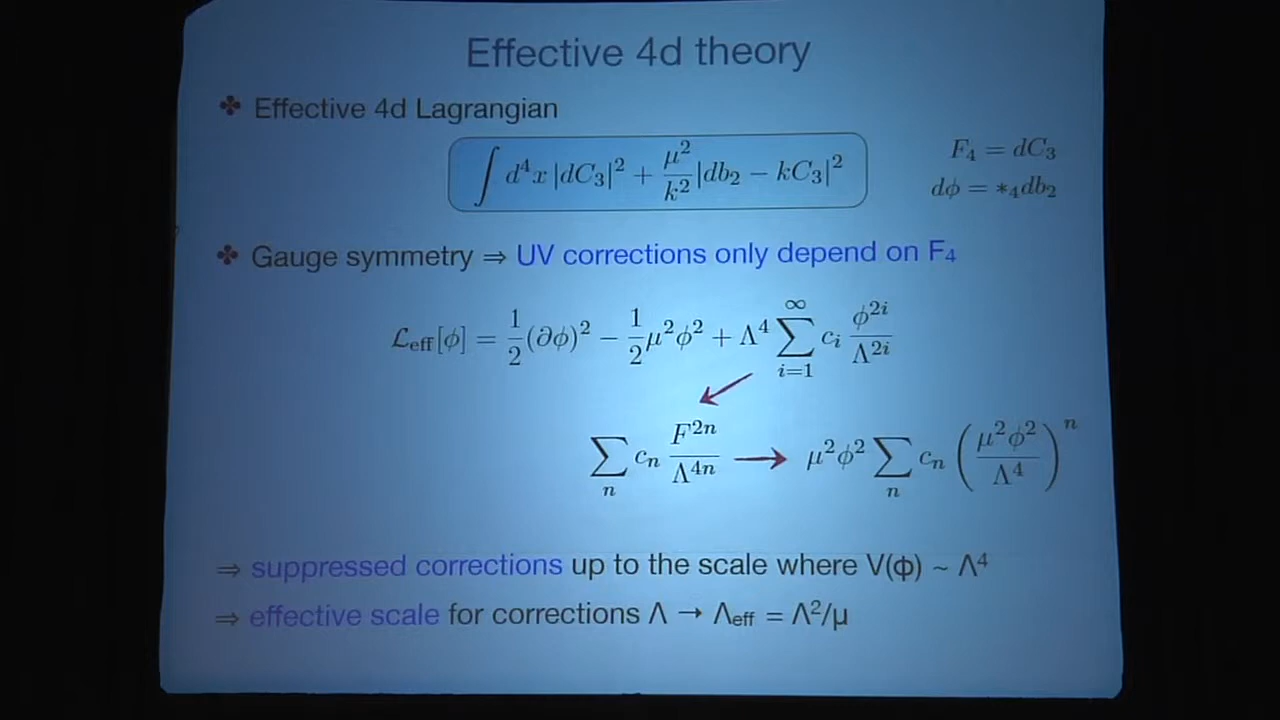 Effective 4d theory
✤ Effective 4d Lagrangian
∫ d⁴x |dC₃|² + μ²/k² |db₂ − kC₃|²
F₄ = dC₃
dϕ = *₄db₂
✤ Gauge symmetry ⇒ UV corrections only depend on F₄
ℒ_eff[ϕ] = 1/2 (∂ϕ)² − 1/2 μ²ϕ² + Λ⁴ ∑_{i=1}^{∞} c_i ϕ^{2i}/Λ^{2i}
∑_n c_n F^{2n}/Λ^{4n} → μ²ϕ² ∑_n c_n (μ²ϕ²/Λ⁴)^n
⇒ suppressed corrections up to the scale where V(ϕ) ~ Λ⁴
⇒ effective scale for corrections Λ → Λ_eff = Λ²/μ